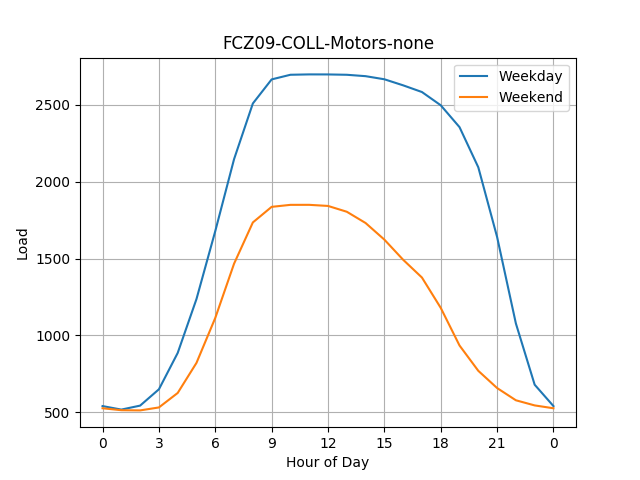 FCZ09-COLL-Motors-none
Weekday
Weekend
Load
2500
2000
1500
1000
500
0 3 6 9 12 15 18 21 0
Hour of Day